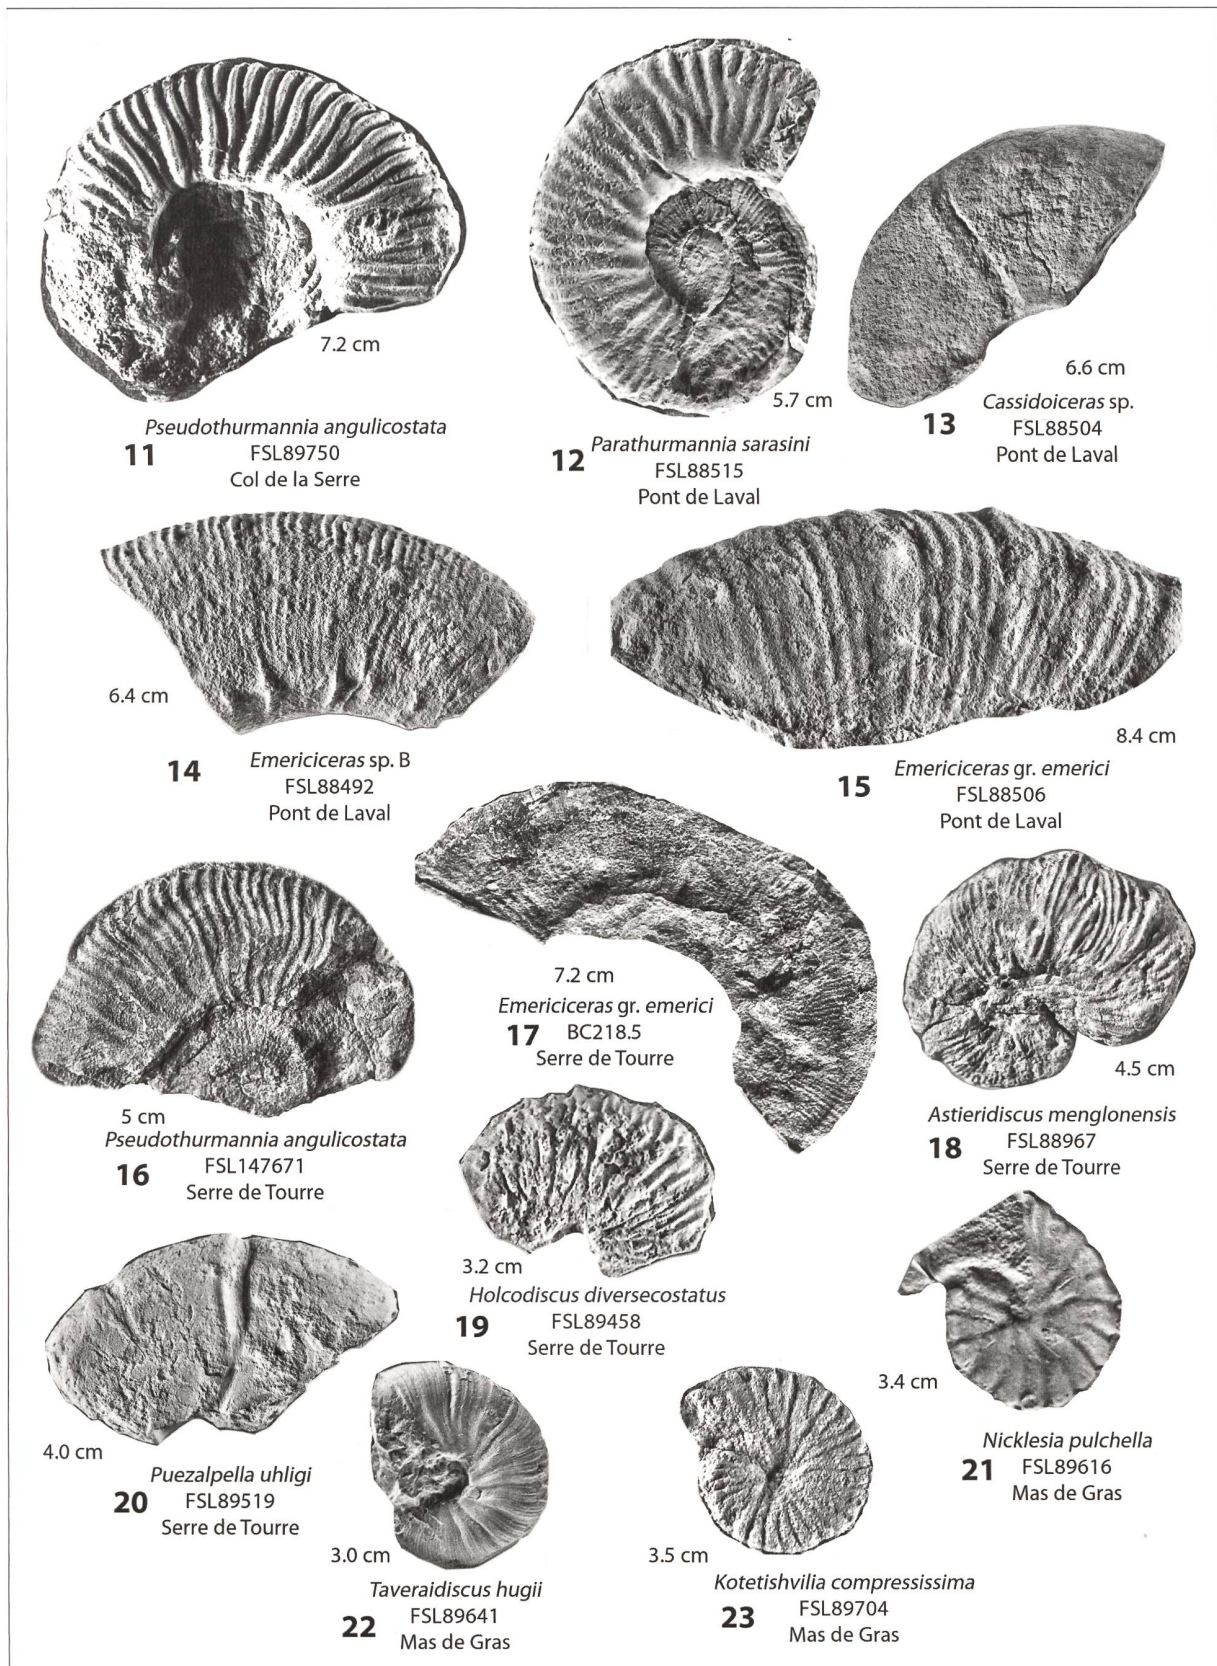 7.2 cm
Pseudothurmannia angulicostata
11
FSL89750
Col de la Serre
5.7 cm
Parathurmannia sarasini
12
FSL88515
Pont de Laval
6.6 cm
Cassidoiceras sp.
13
FSL88504
Pont de Laval
6.4 cm
Emericiceras sp. B
14
FSL88492
Pont de Laval
8.4 cm
Emericiceras gr. emerici
15
FSL88506
Pont de Laval
5 cm
Pseudothurmannia angulicostata
16
FSL147671
Serre de Tourre
7.2 cm
Emericiceras gr. emerici
17
BC218.5
Serre de Tourre
4.5 cm
Astieridiscus menglonensis
18
FSL88967
Serre de Tourre
3.2 cm
Holcodiscus diversecostatus
19
FSL89458
Serre de Tourre
4.0 cm
Puezalpella uhligi
20
FSL89519
Serre de Tourre
3.4 cm
Nicklesia pulchella
21
FSL89616
Mas de Gras
3.0 cm
Taveraidiscus hugii
22
FSL89641
Mas de Gras
3.5 cm
Kotetishvilia compressissima
23
FSL89704
Mas de Gras